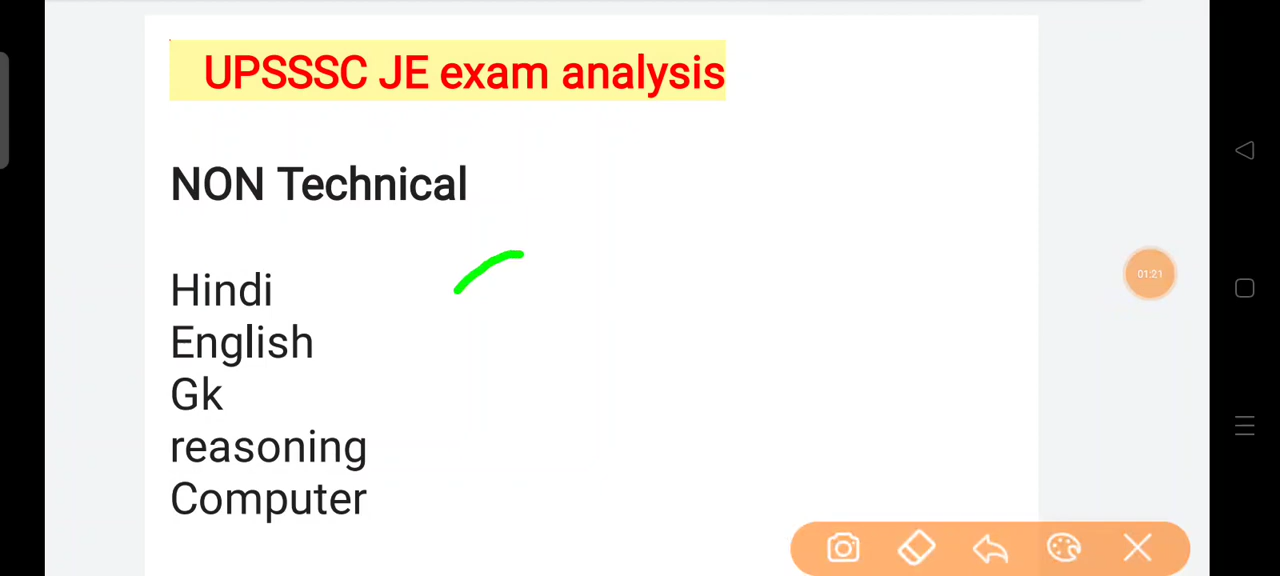 UPSSSC JE exam analysis
NON Technical
Hindi
English
Gk
reasoning
Computer
01:21